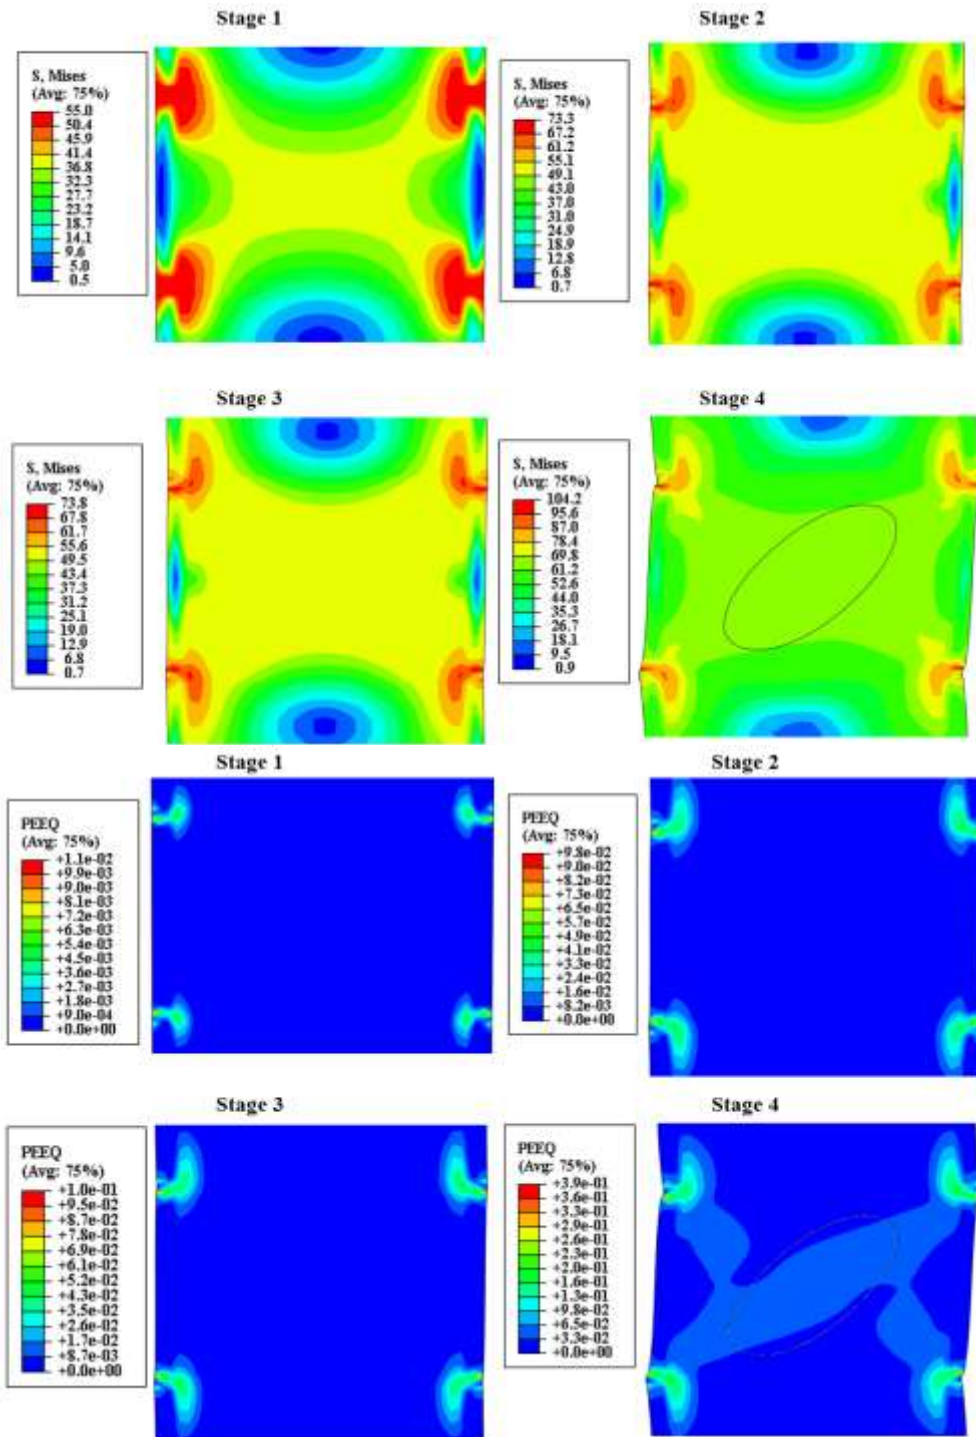 Stage 1
S, Mises
(Avg: 75%)
55.0
50.4
45.9
41.4
36.8
32.3
27.7
23.2
18.7
14.1
9.6
5.0
0.5
Stage 2
S, Mises
(Avg: 75%)
73.3
67.2
61.2
55.1
49.1
43.0
37.0
31.0
24.9
18.9
12.8
6.8
0.7
Stage 3
S, Mises
(Avg: 75%)
73.8
67.8
61.7
55.6
49.5
43.4
37.3
31.2
25.1
19.0
12.9
6.8
0.7
Stage 4
S, Mises
(Avg: 75%)
104.2
95.6
87.0
78.4
69.8
61.2
52.6
44.0
35.3
26.7
18.1
9.5
0.9
Stage 1
PEEQ
(Avg: 75%)
+1.1e-02
+9.9e-03
+9.0e-03
+8.1e-03
+7.2e-03
+6.3e-03
+5.4e-03
+4.5e-03
+3.6e-03
+2.7e-03
+1.8e-03
+9.0e-04
+0.0e+00
Stage 2
PEEQ
(Avg: 75%)
+9.8e-02
+9.0e-02
+8.2e-02
+7.3e-02
+6.5e-02
+5.7e-02
+4.9e-02
+4.1e-02
+3.3e-02
+2.4e-02
+1.6e-02
+8.2e-03
+0.0e+00
Stage 3
PEEQ
(Avg: 75%)
+1.0e-01
+9.5e-02
+8.7e-02
+7.8e-02
+6.9e-02
+6.1e-02
+5.2e-02
+4.3e-02
+3.5e-02
+2.6e-02
+1.7e-02
+8.7e-03
+0.0e+00
Stage 4
PEEQ
(Avg: 75%)
+3.9e-01
+3.6e-01
+3.3e-01
+2.9e-01
+2.6e-01
+2.3e-01
+2.0e-01
+1.6e-01
+1.3e-01
+9.8e-02
+6.5e-02
+3.3e-02
+0.0e+00